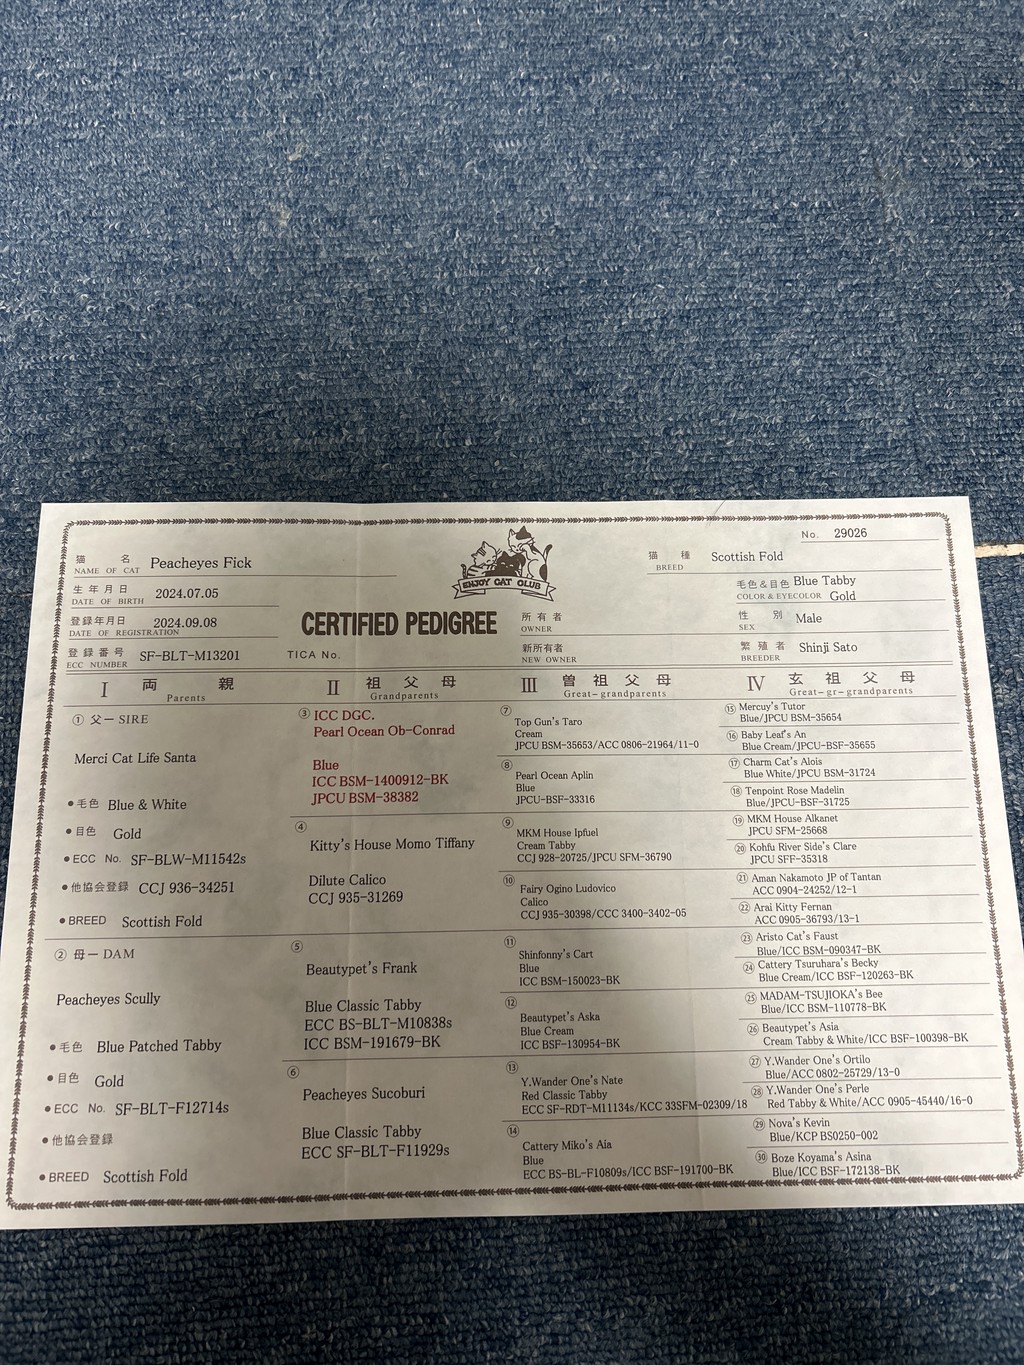 No. 29026
猫名 NAME OF CAT Peacheyes Fick
ENJOY CAT CLUB
猫種 BREED Scottish Fold
生年月日 DATE OF BIRTH 2024.07.05
毛色&目色 COLOR & EYECOLOR Blue Tabby
Gold
登録年月日 DATE OF REGISTRATION 2024.09.08
CERTIFIED PEDIGREE
所有者 OWNER
性別 SEX Male
登録番号 ECC NUMBER SF-BLT-M13201
TICA No.
新所有者 NEW OWNER
繁殖者 BREEDER Shinji Sato
I 両親 Parents
II 祖父母 Grandparents
III 曽祖父母 Great-grandparents
IV 玄祖父母 Great-gr-grandparents
① 父ー SIRE
Merci Cat Life Santa
●毛色 Blue & White
●目色 Gold
●ECC No. SF-BLW-M11542s
●他協会登録 CCJ 936-34251
●BREED Scottish Fold
② 母ー DAM
Peacheyes Scully
●毛色 Blue Patched Tabby
●目色 Gold
●ECC No. SF-BLT-F12714s
●他協会登録
●BREED Scottish Fold
③ ICC DGC.
Pearl Ocean Ob-Conrad
Blue
ICC BSM-1400912-BK
JPCU BSM-38382
④
Kitty's House Momo Tiffany
Dilute Calico
CCJ 935-31269
⑤
Beautypet's Frank
Blue Classic Tabby
ECC BS-BLT-M10838s
ICC BSM-191679-BK
⑥
Peacheyes Sucoburi
Blue Classic Tabby
ECC SF-BLT-F11929s
⑦
Top Gun's Taro
Cream
JPCU BSM-35653/ACC 0806-21964/11-0
⑧
Pearl Ocean Aplin
Blue
JPCU-BSF-33316
⑨
MKM House Ipfuel
Cream Tabby
CCJ 928-20725/JPCU SFM-36790
⑩
Fairy Ogino Ludovico
Calico
CCJ 935-30398/CCC 3400-3402-05
⑪
Shinfonny's Cart
Blue
ICC BSM-150023-BK
⑫
Beautypet's Aska
Blue Cream
ICC BSF-130954-BK
⑬
Y.Wander One's Nate
Red Classic Tabby
ECC SF-RDT-M11134s/KCC 33SFM-02309/18
⑭
Cattery Miko's Aia
Blue
ECC BS-BL-F10809s/ICC BSF-191700-BK
⑮ Mercuy's Tutor
Blue/JPCU BSM-35654
⑯ Baby Leaf's An
Blue Cream/JPCU-BSF-35655
⑰ Charm Cat's Alois
Blue White/JPCU BSM-31724
⑱ Tenpoint Rose Madelin
Blue/JPCU-BSF-31725
⑲ MKM House Alkanet
JPCU SFM-25668
⑳ Kohfu River Side's Clare
JPCU SFF-35318
㉑ Aman Nakamoto JP of Tantan
ACC 0904-24252/12-1
㉒ Arai Kitty Fernan
ACC 0905-36793/13-1
㉓ Aristo Cat's Faust
Blue/ICC BSM-090347-BK
㉔ Cattery Tsuruhara's Becky
Blue Cream/ICC BSF-120263-BK
㉕ MADAM-TSUJIOKA's Bee
Blue/ICC BSM-110778-BK
㉖ Beautypet's Asia
Cream Tabby & White/ICC BSF-100398-BK
㉗ Y.Wander One's Ortilo
Blue/ACC 0802-25729/13-0
㉘ Y.Wander One's Perle
Red Tabby & White/ACC 0905-45440/16-0
㉙ Nova's Kevin
Blue/KCP BS0250-002
㉚ Boze Koyama's Asina
Blue/ICC BSF-172138-BK